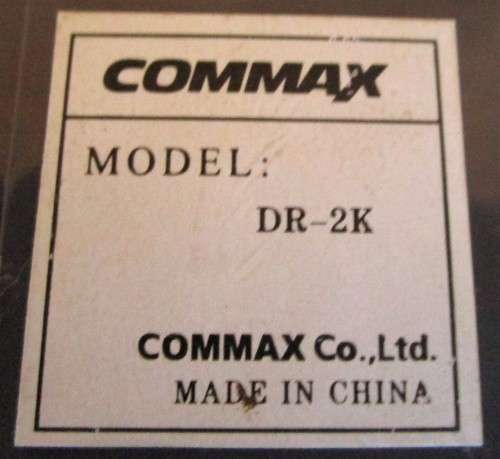 COMMAX
MODEL:
DR-2K
COMMAX Co.,Ltd.
MADE IN CHINA